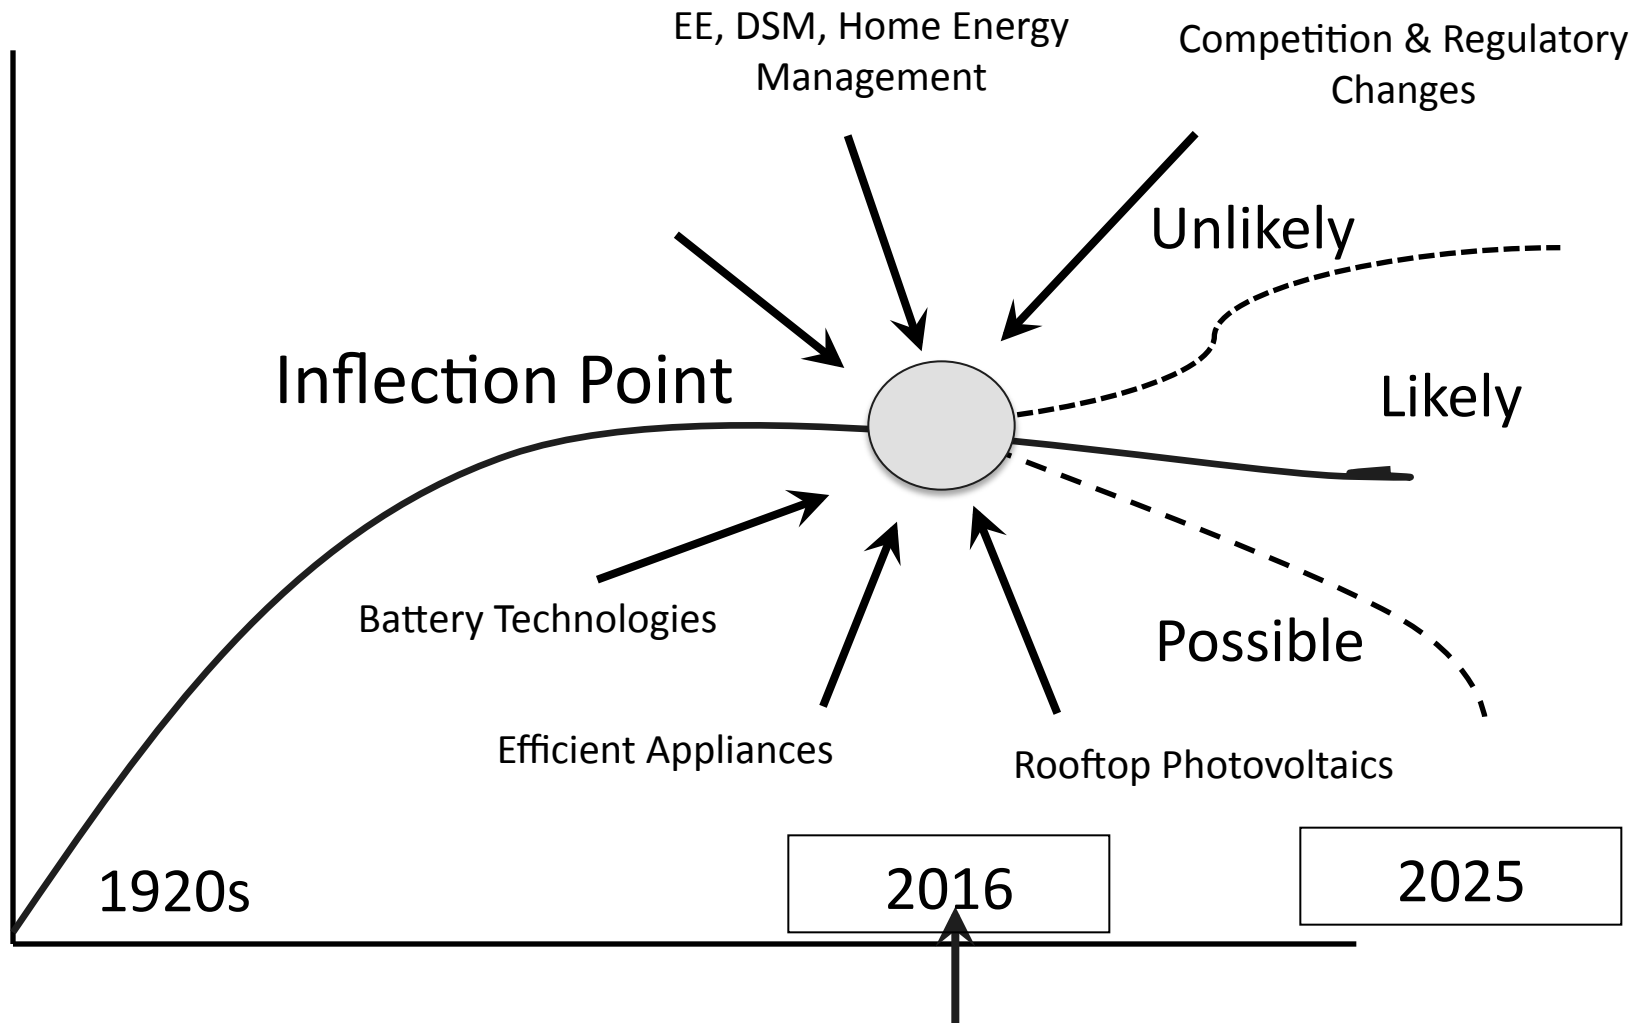 EE, DSM, Home Energy
Management
Competition & Regulatory
Changes
Unlikely
Inflection Point
Likely
Battery Technologies
Possible
Efficient Appliances
Rooftop Photovoltaics
1920s
2016
2025